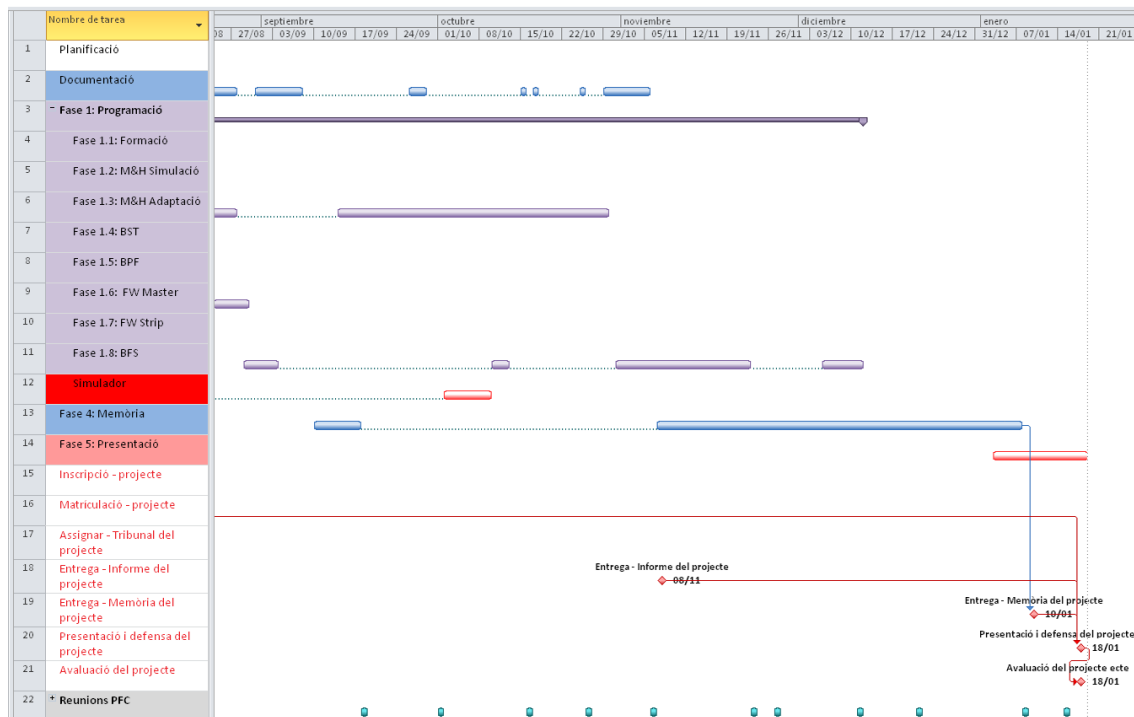 Nombre de tarea
septiembre octubre noviembre diciembre enero
27/08 03/09 10/09 17/09 24/09 01/10 08/10 15/10 22/10 29/10 05/11 12/11 19/11 26/11 03/12 10/12 17/12 24/12 31/12 07/01 14/01 21/01
1 Planificació
2 Documentació
3 - Fase 1: Programació
4 Fase 1.1: Formació
5 Fase 1.2: M&H Simulació
6 Fase 1.3: M&H Adaptació
7 Fase 1.4: BST
8 Fase 1.5: BPF
9 Fase 1.6: FW Master
10 Fase 1.7: FW Strip
11 Fase 1.8: BFS
12 Simulador
13 Fase 4: Memòria
14 Fase 5: Presentació
15 Inscripció - projecte
16 Matriculació - projecte
17 Assignar - Tribunal del
projecte
18 Entrega - Informe del
projecte
Entrega - Informe del projecte
08/11
19 Entrega - Memòria del
projecte
Entrega - Memòria del projecte
10/01
20 Presentació i defensa del
projecte
Presentació i defensa del projecte
18/01
21 Avaluació del projecte
Avaluació del projecte ecte
18/01
22 + Reunions PFC